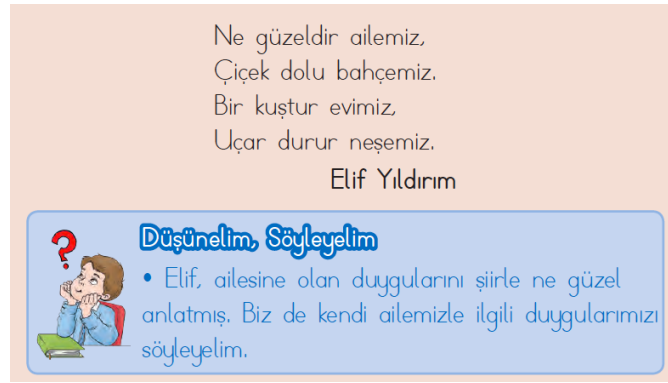 Ne güzeldir ailemiz,
Çiçek dolu bahçemiz.
Bir kuştur evimiz,
Uçar durur neşemiz.
Elif Yıldırım
?
Düşünelim, Söyleyelim
• Elif, ailesine olan duygularını şiirle ne güzel
anlatmış. Biz de kendi ailemizle ilgili duygularımızı
söyleyelim.